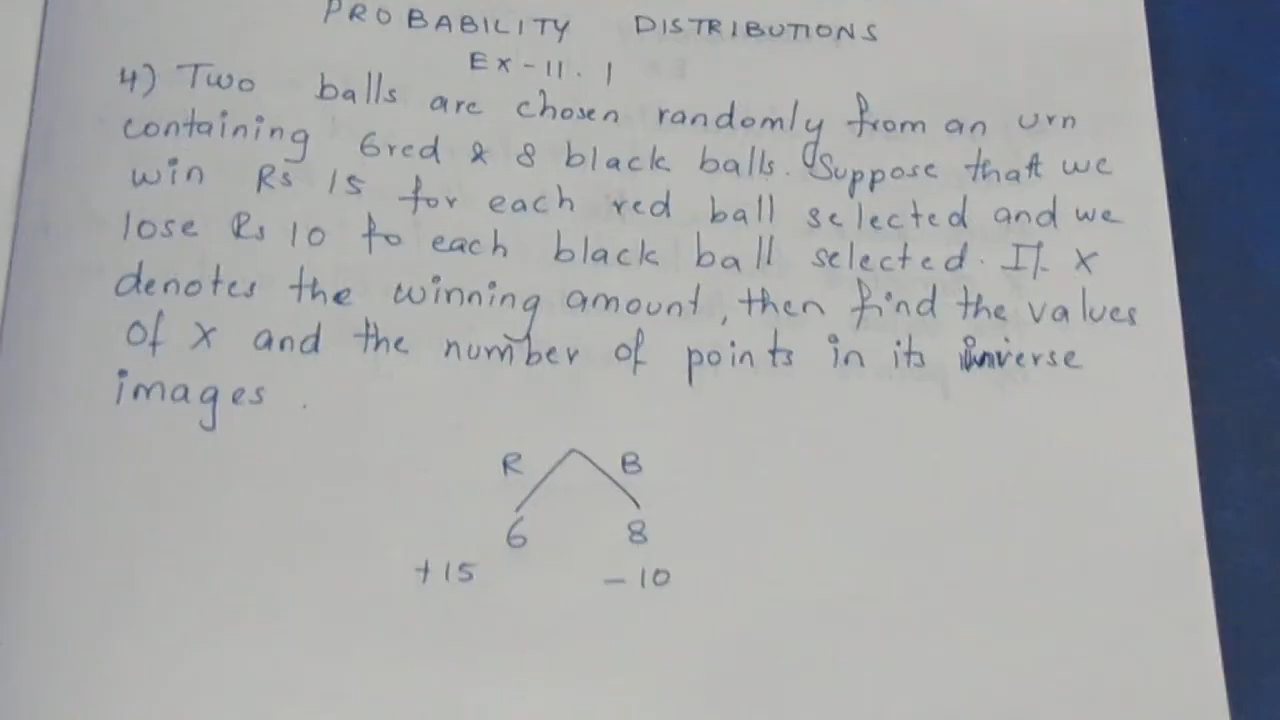 PROBABILITY DISTRIBUTIONS
Ex-11.1
4) Two balls are chosen randomly from an urn
containing 6red & 8 black balls. Suppose thatt we
win Rs 15 for each red ball selected and we
lose Rs 10 fo each black ball selected. If X
denotes the winning amount, then find the values
of x and the number of points in its inverse
images.
R B
6 8
+15 -10